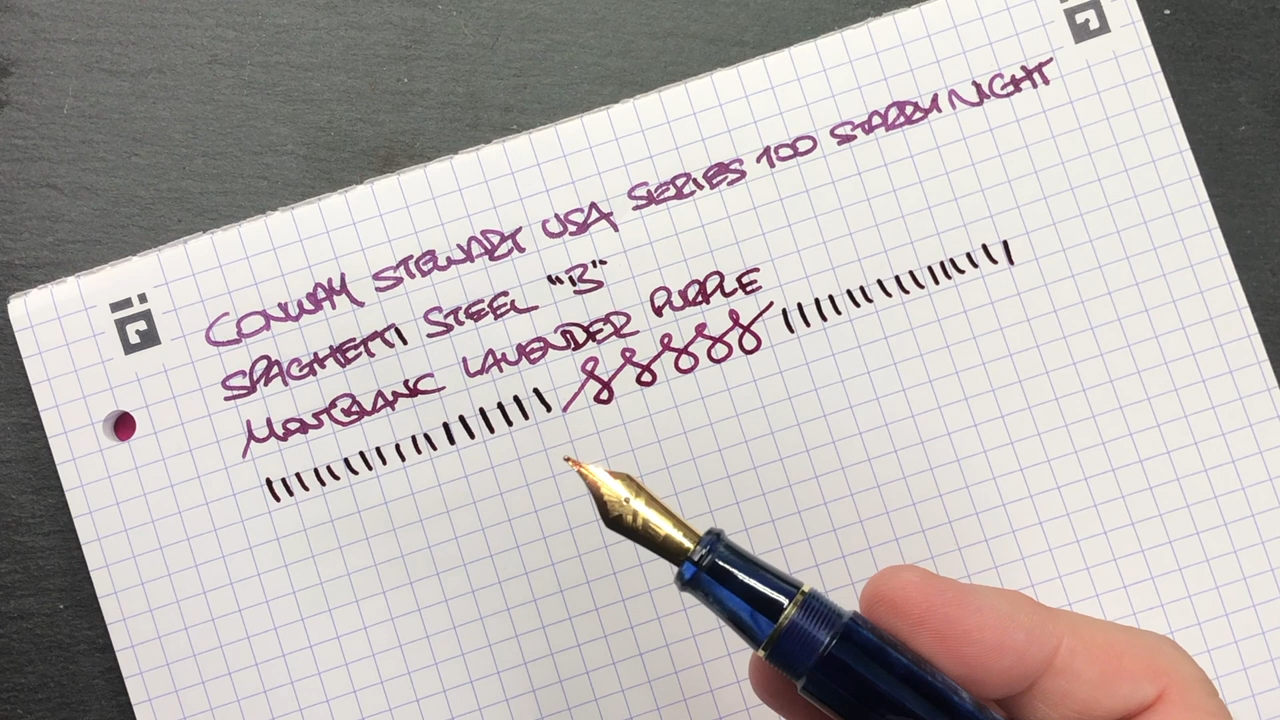 CONWAY STEWART USA SERIES 100 STARRY NIGHT
SPAGHETTI STEEL "B"
MONTBLANC LAVENDER PURPLE